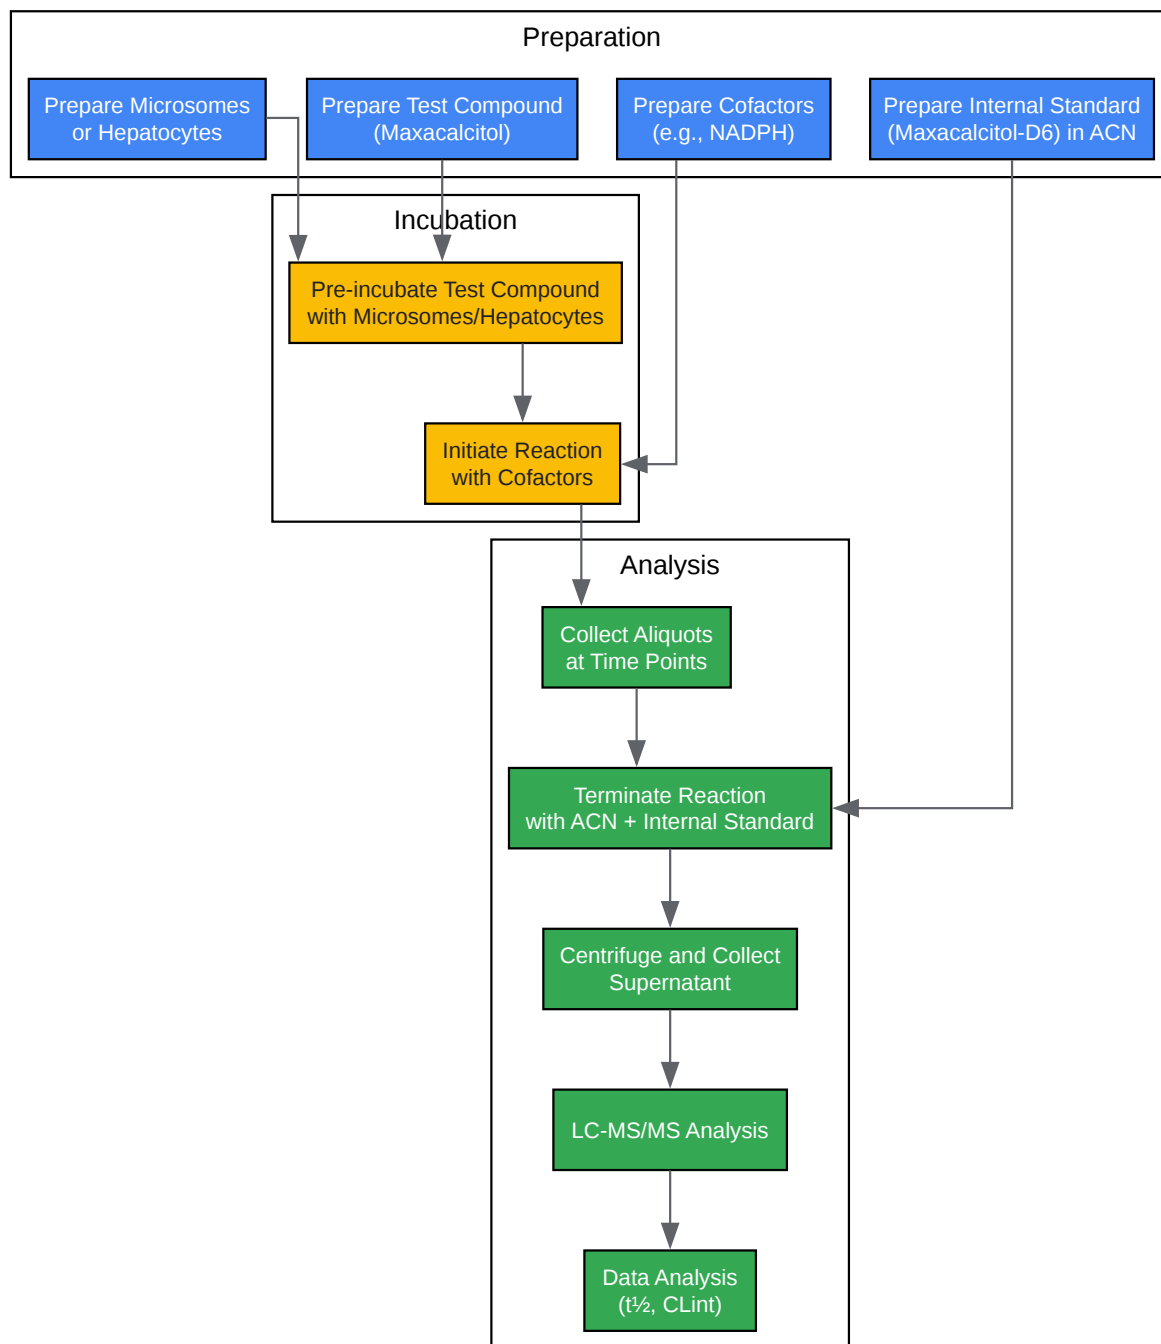 Preparation
Prepare Microsomes
or Hepatocytes
Prepare Test Compound
(Maxacalcitol)
Prepare Cofactors
(e.g., NADPH)
Prepare Internal Standard
(Maxacalcitol-D6) in ACN
Incubation
Pre-incubate Test Compound
with Microsomes/Hepatocytes
Initiate Reaction
with Cofactors
Analysis
Collect Aliquots
at Time Points
Terminate Reaction
with ACN + Internal Standard
Centrifuge and Collect
Supernatant
LC-MS/MS Analysis
Data Analysis
(t½, CLint)